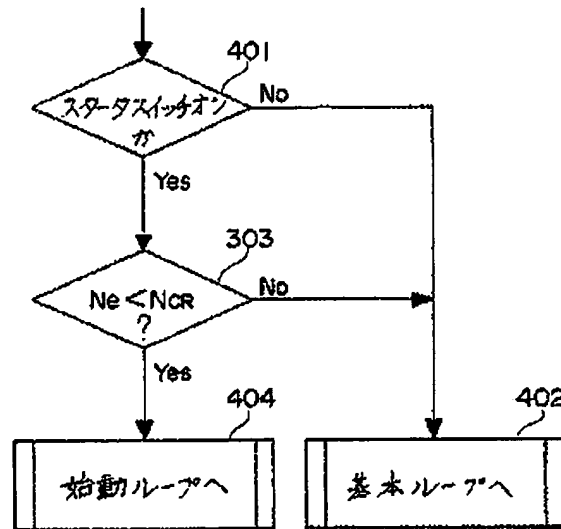 401
スタータスイッチオン
か
No
Yes
303
Ne<NCR
?
No
Yes
404
始動ループへ
402
基本ループへ